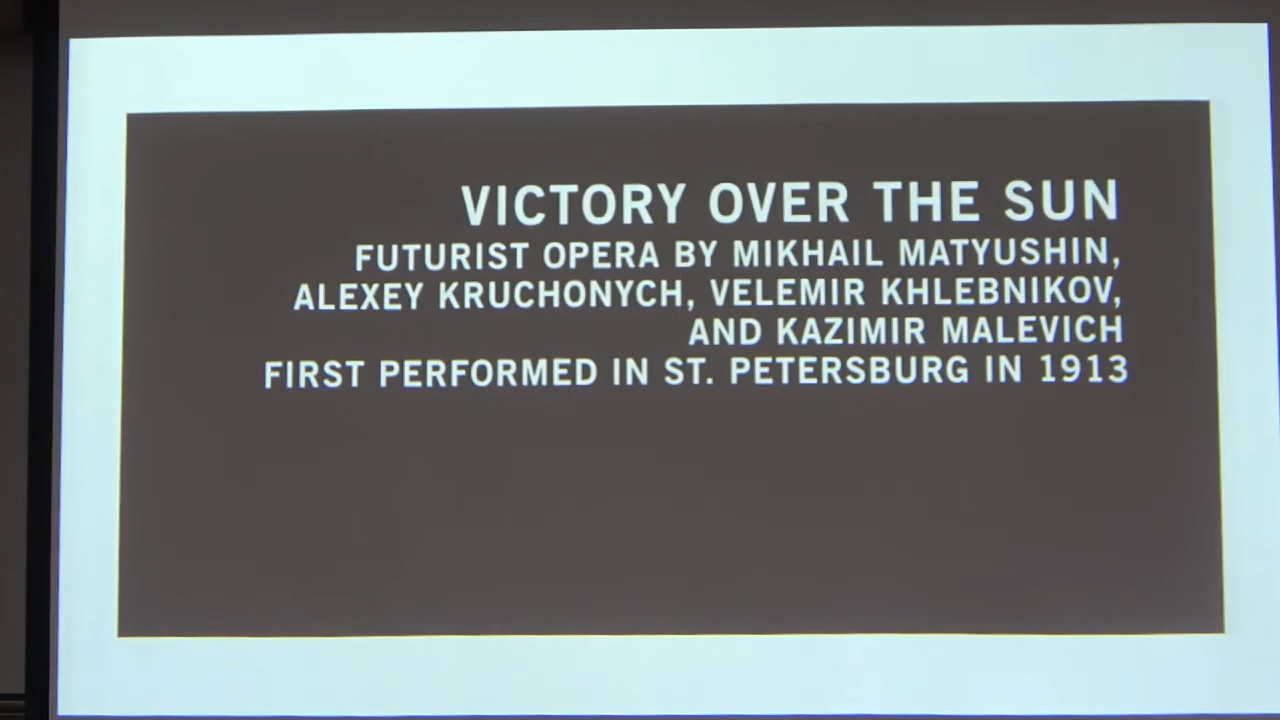 VICTORY OVER THE SUN
FUTURIST OPERA BY MIKHAIL MATYUSHIN,
ALEXEY KRUCHONYCH, VELEMIR KHLEBNIKOV,
AND KAZIMIR MALEVICH
FIRST PERFORMED IN ST. PETERSBURG IN 1913